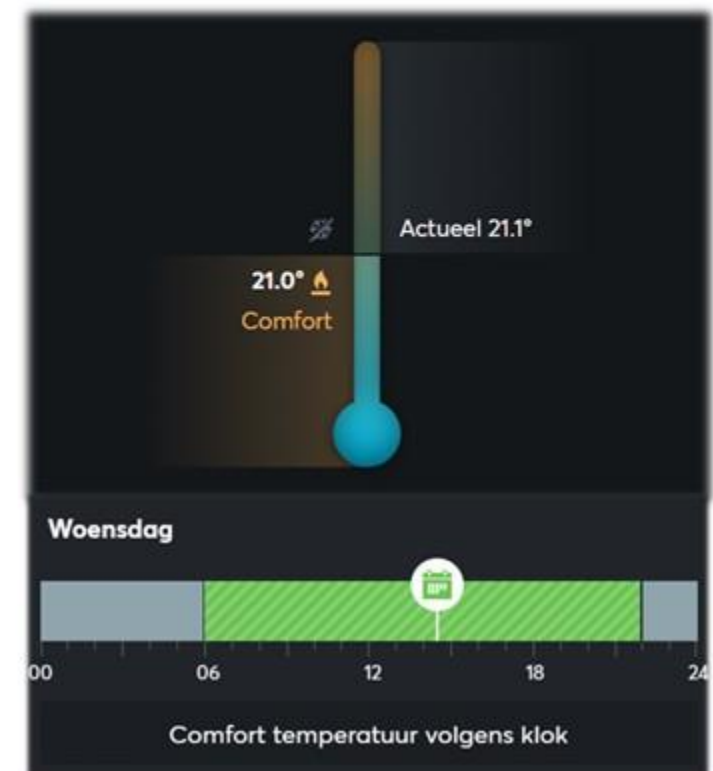 Actueel 21.1°
21.0°
Comfort
Woensdag
00 06 12 18 24
Comfort temperatuur volgens klok